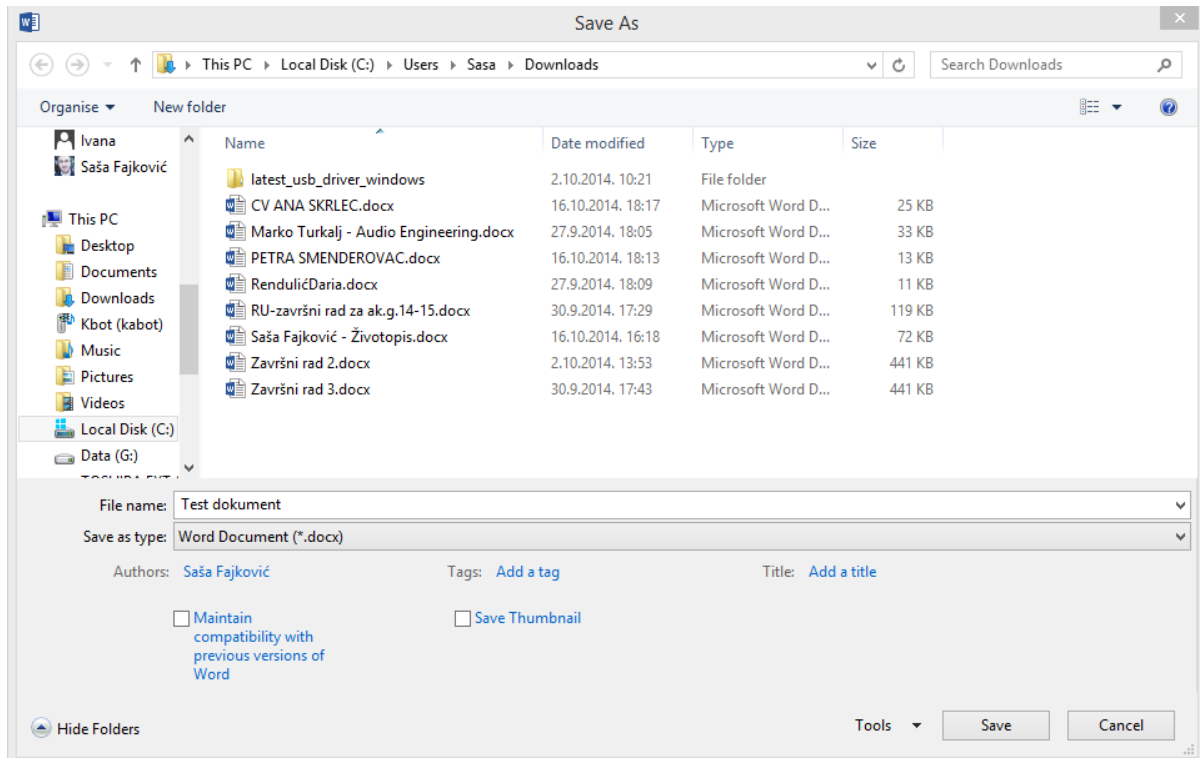 Save As
This PC Local Disk (C:) Users Sasa Downloads Search Downloads
Organise New folder
Ivana
Saša Fajković
This PC
Desktop
Documents
Downloads
Kbot (kabot)
Music
Pictures
Videos
Local Disk (C:)
Data (G:)
Name Date modified Type Size
latest_usb_driver_windows 2.10.2014. 10:21 File folder
CV ANA SKRLEC.docx 16.10.2014. 18:17 Microsoft Word D... 25 KB
Marko Turkalj - Audio Engineering.docx 27.9.2014. 18:05 Microsoft Word D... 33 KB
PETRA SMENDEROVAC.docx 16.10.2014. 18:13 Microsoft Word D... 13 KB
RendulićDaria.docx 27.9.2014. 18:09 Microsoft Word D... 11 KB
RU-završni rad za ak.g.14-15.docx 30.9.2014. 17:29 Microsoft Word D... 119 KB
Saša Fajković - Životopis.docx 16.10.2014. 16:18 Microsoft Word D... 72 KB
Završni rad 2.docx 2.10.2014. 13:53 Microsoft Word D... 441 KB
Završni rad 3.docx 30.9.2014. 17:43 Microsoft Word D... 441 KB
File name: Test dokument
Save as type: Word Document (*.docx)
Authors: Saša Fajković Tags: Add a tag Title: Add a title
Maintain Save Thumbnail
compatibility with
previous versions of
Word
Hide Folders Tools Save Cancel